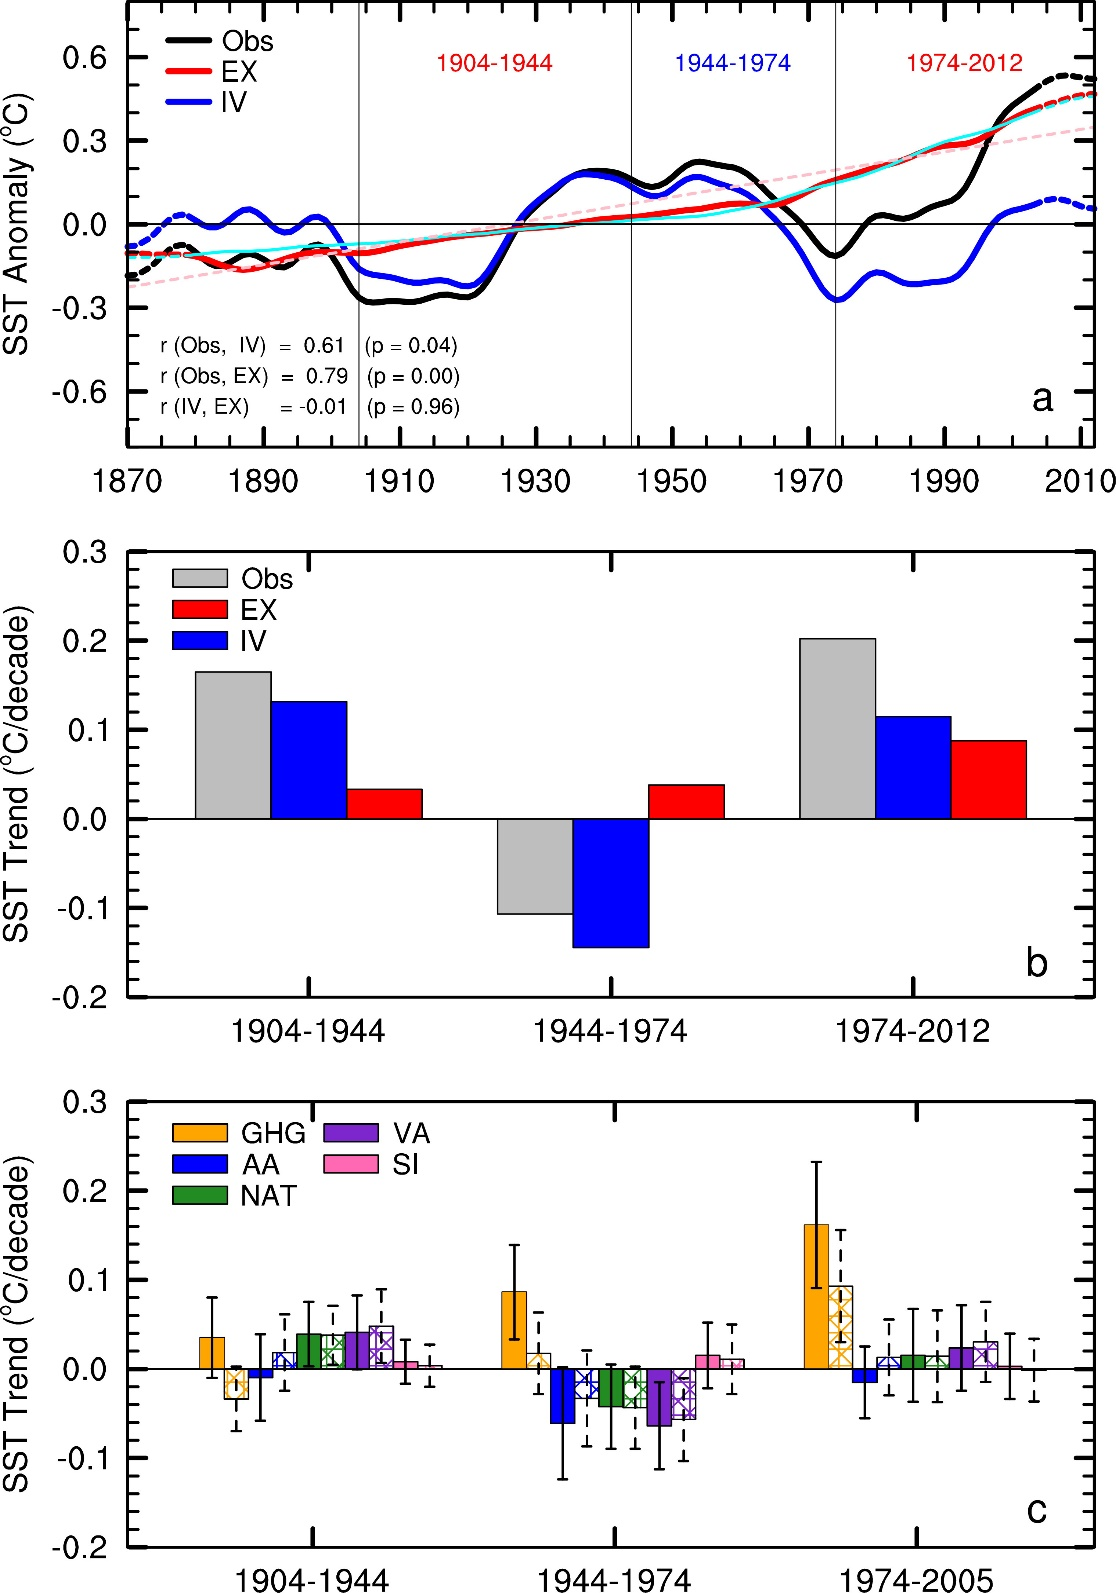 SST Anomaly (°C)
0.6
0.3
0.0
-0.3
-0.6
Obs
EX
IV
1904-1944
1944-1974
1974-2012
r (Obs, IV) = 0.61 (p = 0.04)
r (Obs, EX) = 0.79 (p = 0.00)
r (IV, EX) = -0.01 (p = 0.96)
a
1870 1890 1910 1930 1950 1970 1990 2010
SST Trend (°C/decade)
0.3
0.2
0.1
0.0
-0.1
-0.2
Obs
EX
IV
b
1904-1944 1944-1974 1974-2012
SST Trend (°C/decade)
0.3
0.2
0.1
0.0
-0.1
-0.2
GHG VA
AA SI
NAT
c
1904-1944 1944-1974 1974-2005